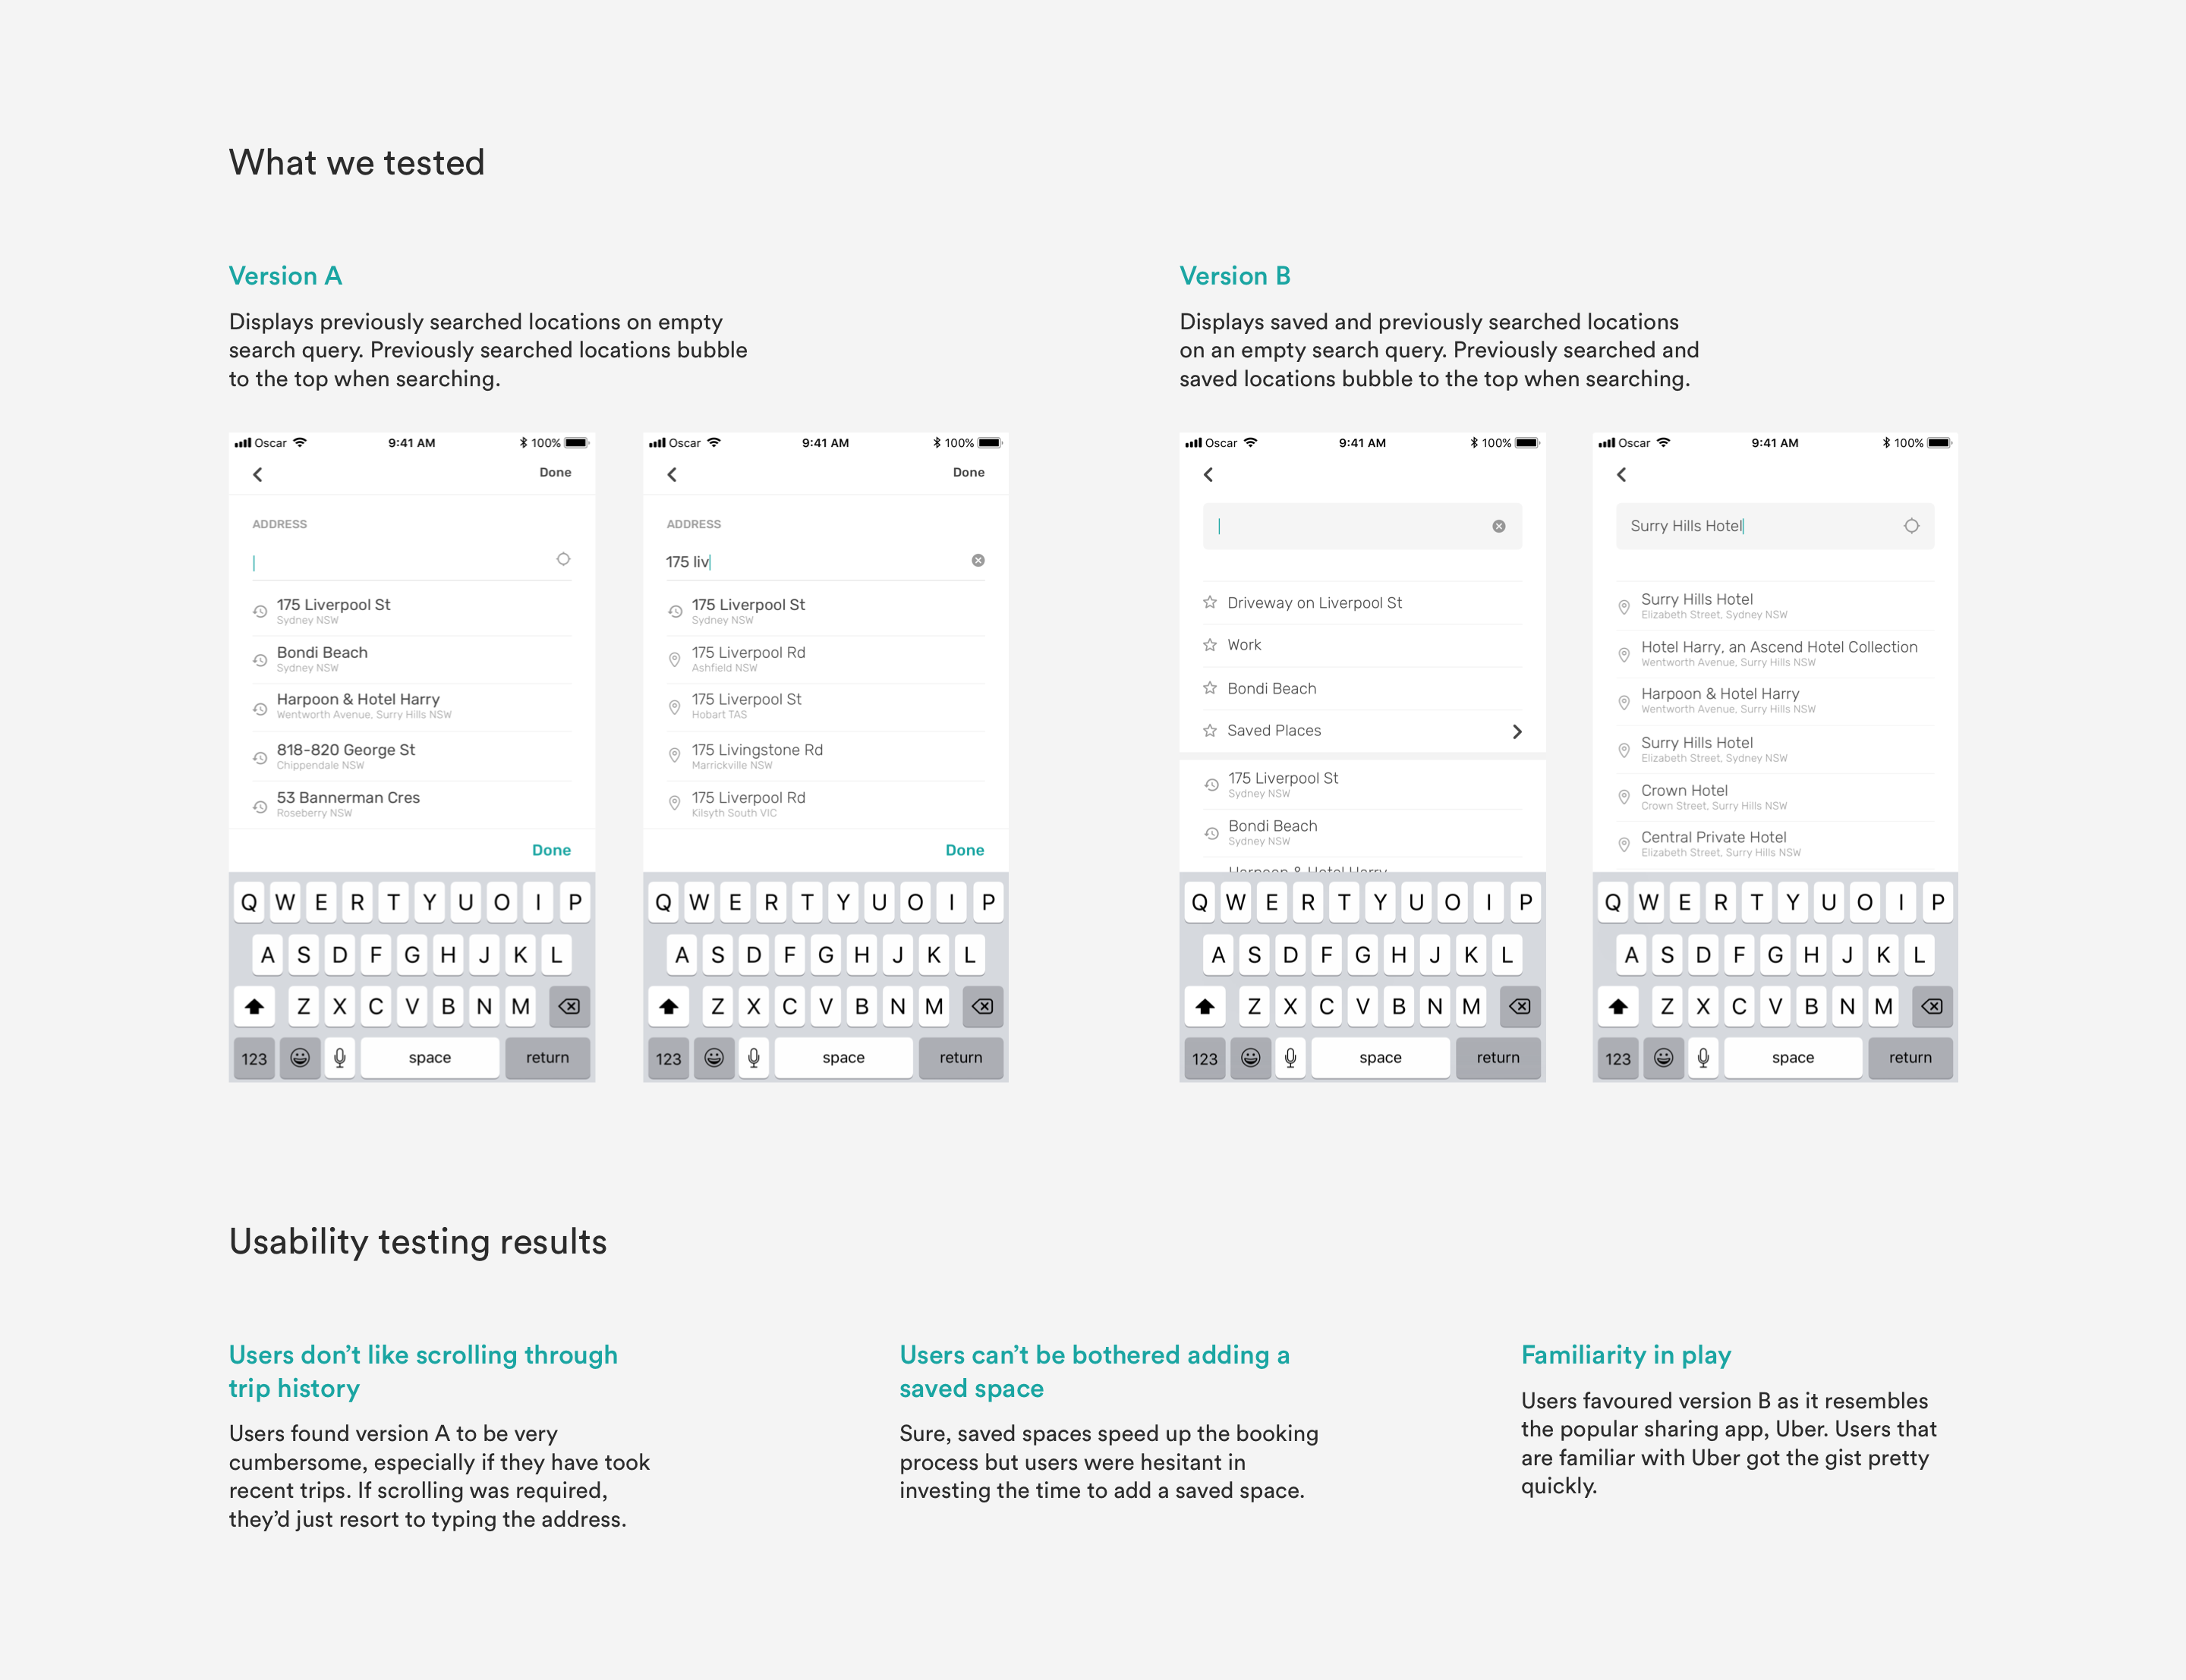 What we tested
Version A
Displays previously searched locations on empty
search query. Previously searched locations bubble
to the top when searching.
Version B
Displays saved and previously searched locations
on an empty search query. Previously searched and
saved locations bubble to the top when searching.
Oscar 9:41 AM 100%
Done
ADDRESS
175 Liverpool St
Sydney NSW
Bondi Beach
Sydney NSW
Harpoon & Hotel Harry
Wentworth Avenue, Surry Hills NSW
818-820 George St
Chippendale NSW
53 Bannerman Cres
Roseberry NSW
Done
Q W E R T Y U O I P
A S D F G H J K L
Z X C V B N M
123 space return
Oscar 9:41 AM 100%
Done
ADDRESS
175 liv
175 Liverpool St
Sydney NSW
175 Liverpool Rd
Ashfield NSW
175 Liverpool St
Hobart TAS
175 Livingstone Rd
Marrickville NSW
175 Liverpool Rd
Kilsyth South VIC
Done
Q W E R T Y U O I P
A S D F G H J K L
Z X C V B N M
123 space return
Oscar 9:41 AM 100%
Driveway on Liverpool St
Work
Bondi Beach
Saved Places
175 Liverpool St
Sydney NSW
Bondi Beach
Sydney NSW
Harpoon & Hotel Harry
Q W E R T Y U O I P
A S D F G H J K L
Z X C V B N M
123 space return
Oscar 9:41 AM 100%
Surry Hills Hotel
Surry Hills Hotel
Elizabeth Street, Sydney NSW
Hotel Harry, an Ascend Hotel Collection
Wentworth Avenue, Surry Hills NSW
Harpoon & Hotel Harry
Wentworth Avenue, Surry Hills NSW
Surry Hills Hotel
Elizabeth Street, Sydney NSW
Crown Hotel
Crown Street, Surry Hills NSW
Central Private Hotel
Elizabeth Street, Surry Hills NSW
Q W E R T Y U O I P
A S D F G H J K L
Z X C V B N M
123 space return
Usability testing results
Users don’t like scrolling through
trip history
Users found version A to be very
cumbersome, especially if they have took
recent trips. If scrolling was required,
they’d just resort to typing the address.
Users can’t be bothered adding a
saved space
Sure, saved spaces speed up the booking
process but users were hesitant in
investing the time to add a saved space.
Familiarity in play
Users favoured version B as it resembles
the popular sharing app, Uber. Users that
are familiar with Uber got the gist pretty
quickly.